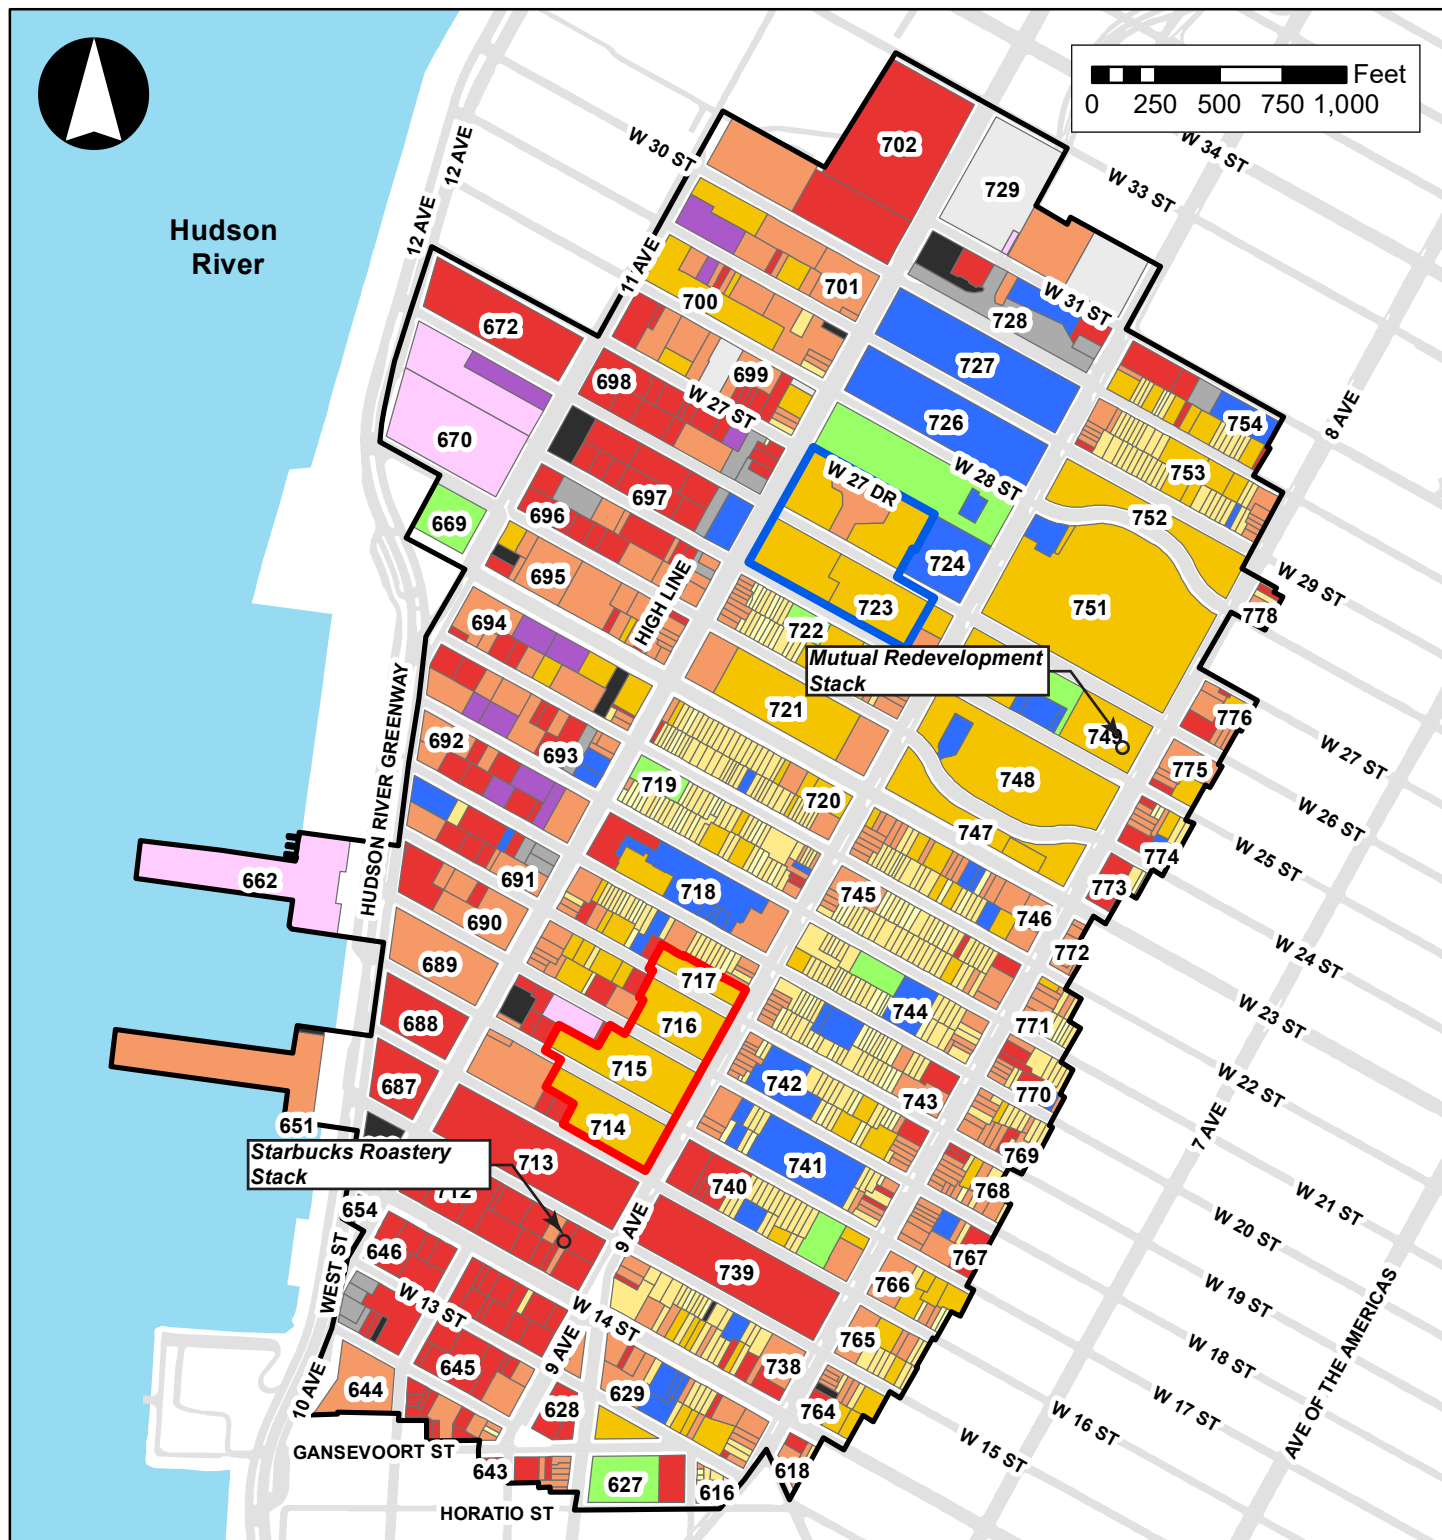 Feet
0 250 500 750 1,000
Hudson
River
12 AVE
12 AVE
W 30 ST
11 AVE
W 34 ST
W 33 ST
702
729
701
700
W 31 ST
728
672
699
727
698
W 27 ST
8 AVE
726
754
670
753
W 28 ST
W 27 DR
697
752
696
669
724
W 29 ST
695
723
751
778
HIGH LINE
694
722
Mutual Redevelopment
Stack
721
776
749
692
693
W 27 ST
HUDSON RIVER GREENWAY
748
775
719
720
W 26 ST
747
774
W 25 ST
662
691
718
773
745
690
746
W 24 ST
689
772
717
W 23 ST
688
716
744
771
715
W 22 ST
687
742
770
743
714
651
7 AVE
Starbucks Roastery
Stack
713
741
769
712
740
768
W 21 ST
654
9 AVE
W 20 ST
646
767
WEST ST
739
766
W 19 ST
W 13 ST
W 14 ST
765
W 18 ST
AVE OF THE AMERICAS
9 AVE
645
738
10 AVE
644
629
W 17 ST
628
764
W 16 ST
GANSEVOORT ST
W 15 ST
643
627
616
618
HORATIO ST